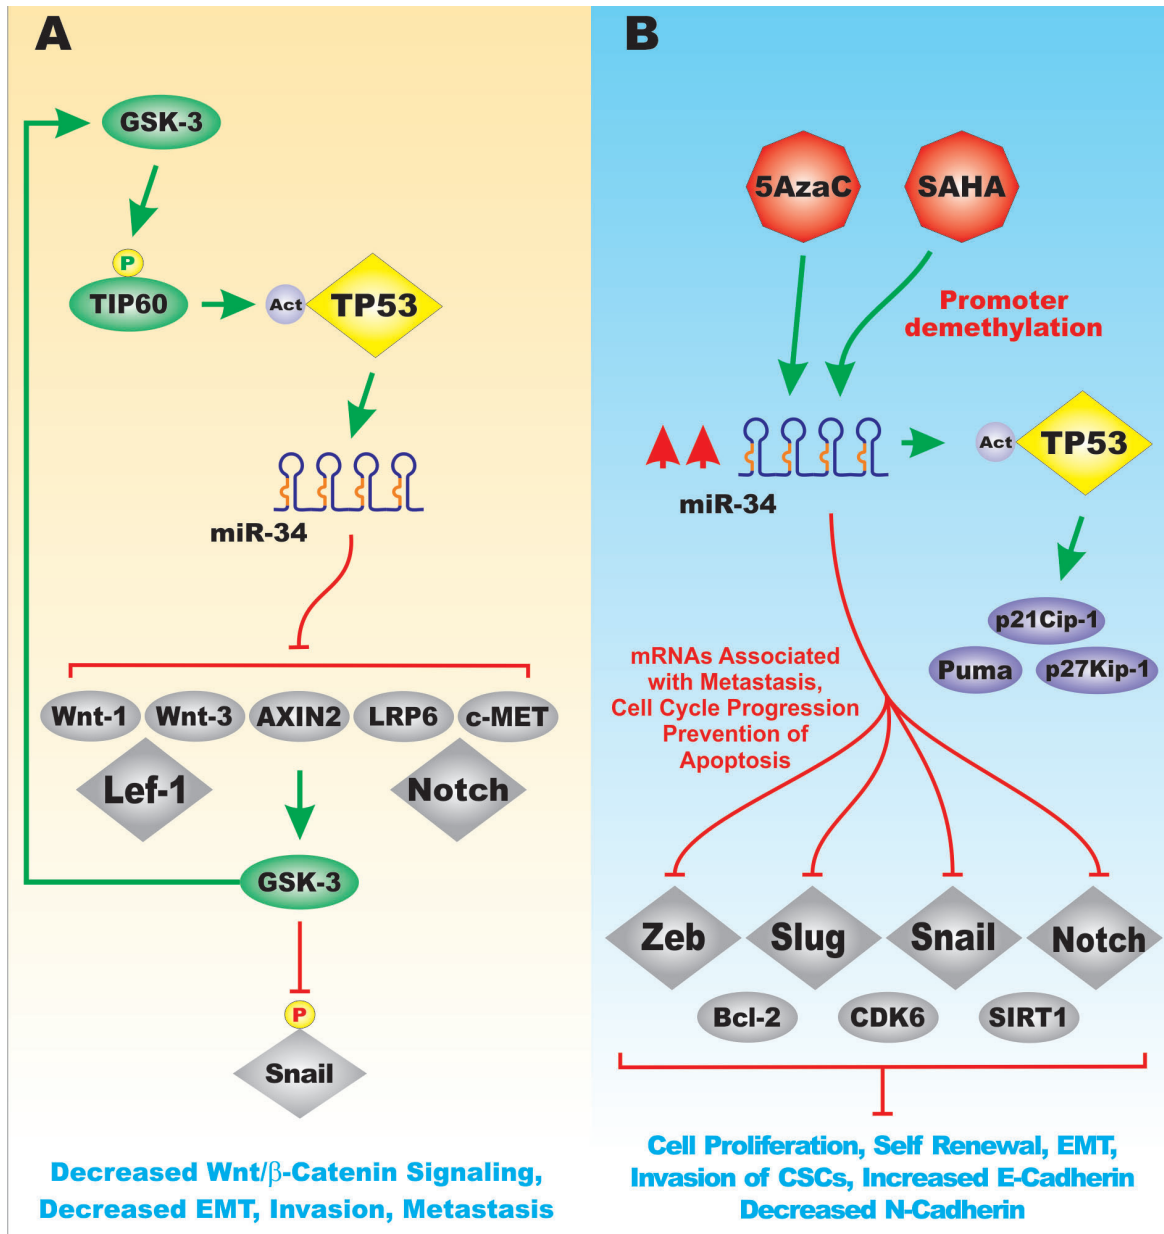 A
GSK-3
P
TIP60
Act
TP53
miR-34
Wnt-1
Wnt-3
AXIN2
LRP6
c-MET
Lef-1
Notch
GSK-3
P
Snail
Decreased Wnt/β-Catenin Signaling,
Decreased EMT, Invasion, Metastasis
B
5AzaC
SAHA
Promoter
demethylation
miR-34
Act
TP53
p21Cip-1
Puma
p27Kip-1
mRNAs Associated
with Metastasis,
Cell Cycle Progression
Prevention of
Apoptosis
Zeb
Slug
Snail
Notch
Bcl-2
CDK6
SIRT1
Cell Proliferation, Self Renewal, EMT,
Invasion of CSCs, Increased E-Cadherin
Decreased N-Cadherin